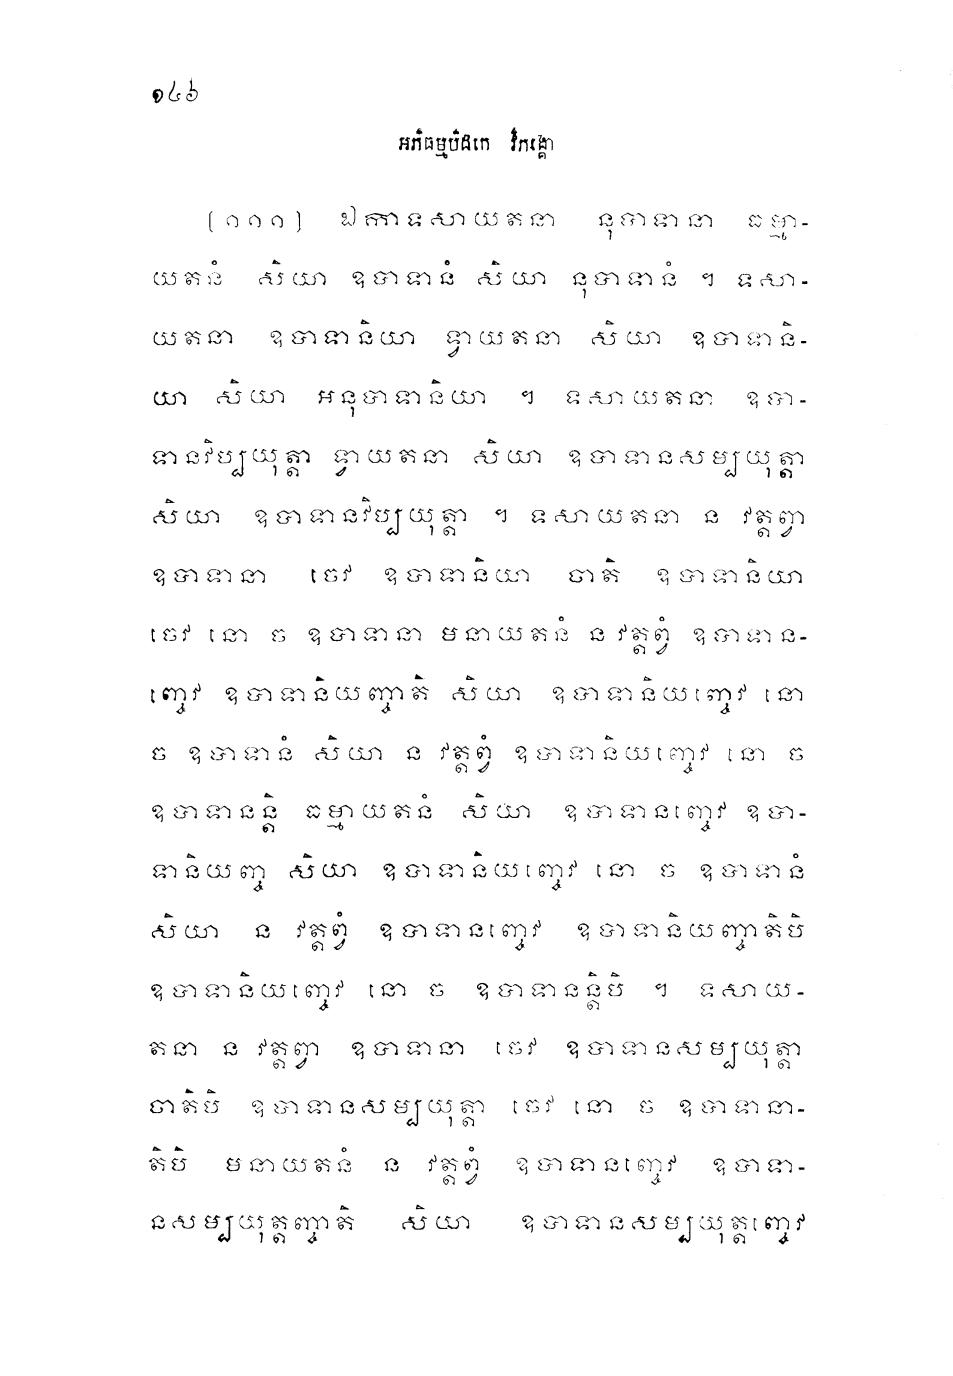 ១៤៦
អភិធម្មបិដកេ វិភង្គោ
[១១១] ឯកាទសាយតនា នុបាទានា ធម្មា-
យតនំ សិយា ឧបាទានំ សិយា នុបាទានំ ។ ទសា-
យតនា ឧបាទានិយា ទ្វាយតនា សិយា ឧបាទានិ-
យា សិយា អនុបាទានិយា ។ ទសាយតនា ឧបា-
ទានវិប្បយុត្តា ទ្វាយតនា សិយា ឧបាទានសម្បយុត្តា
សិយា ឧបាទានវិប្បយុត្តា ។ ទសាយតនា ន វត្តព្វា
ឧបាទានា ចេវ ឧបាទានិយា ចាតិ ឧបាទានិយា
ចេវ នោ ច ឧបាទានា មនាយតនំ ន វត្តព្វំ ឧបាទាន-
ញ្ចេវ ឧបាទានិយញ្ចាតិ សិយា ឧបាទានិយញ្ចេវ នោ
ច ឧបាទានំ សិយា ន វត្តព្វំ ឧបាទានិយញ្ចេវ នោ ច
ឧបាទានន្តិ ធម្មាយតនំ សិយា ឧបាទានញ្ចេវ ឧបា-
ទានិយញ្ច សិយា ឧបាទានិយញ្ចេវ នោ ច ឧបាទានំ
សិយា ន វត្តព្វំ ឧបាទានញ្ចេវ ឧបាទានិយញ្ចាតិបិ
ឧបាទានិយញ្ចេវ នោ ច ឧបាទានន្តិបិ ។ ទសាយ-
តនា ន វត្តព្វា ឧបាទានា ចេវ ឧបាទានសម្បយុត្តា
ចាតិបិ ឧបាទានសម្បយុត្តា ចេវ នោ ច ឧបាទានា-
តិបិ មនាយតនំ ន វត្តព្វំ ឧបាទានញ្ចេវ ឧបាទា-
នសម្បយុត្តញ្ចាតិ សិយា ឧបាទានសម្បយុត្តញ្ចេវ